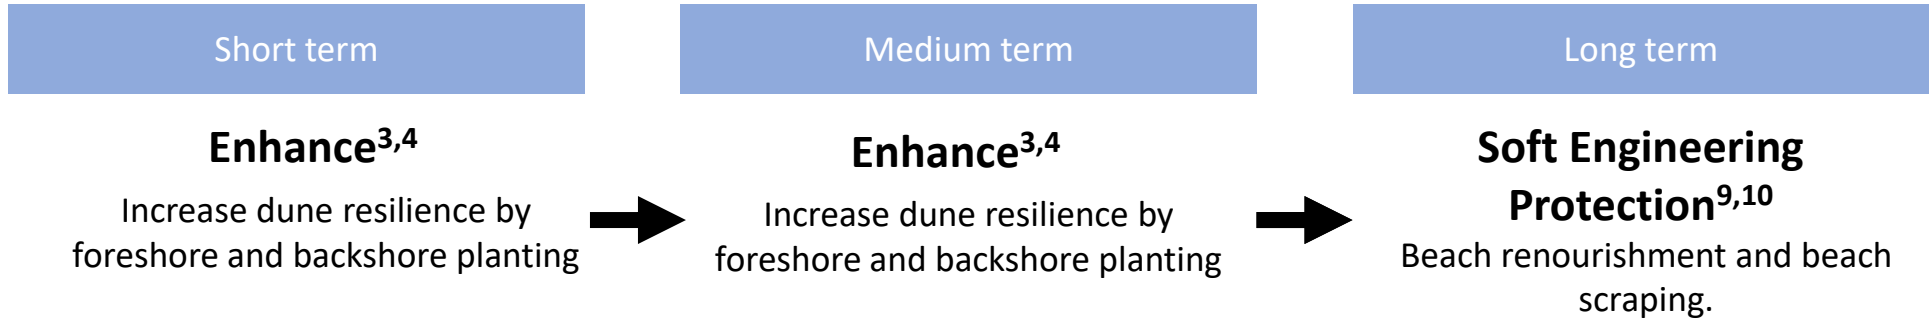 Short term
Enhance3,4
Increase dune resilience by
foreshore and backshore planting
Medium term
Enhance3,4
Increase dune resilience by
foreshore and backshore planting
Long term
Soft Engineering
Protection9,10
Beach renourishment and beach
scraping.